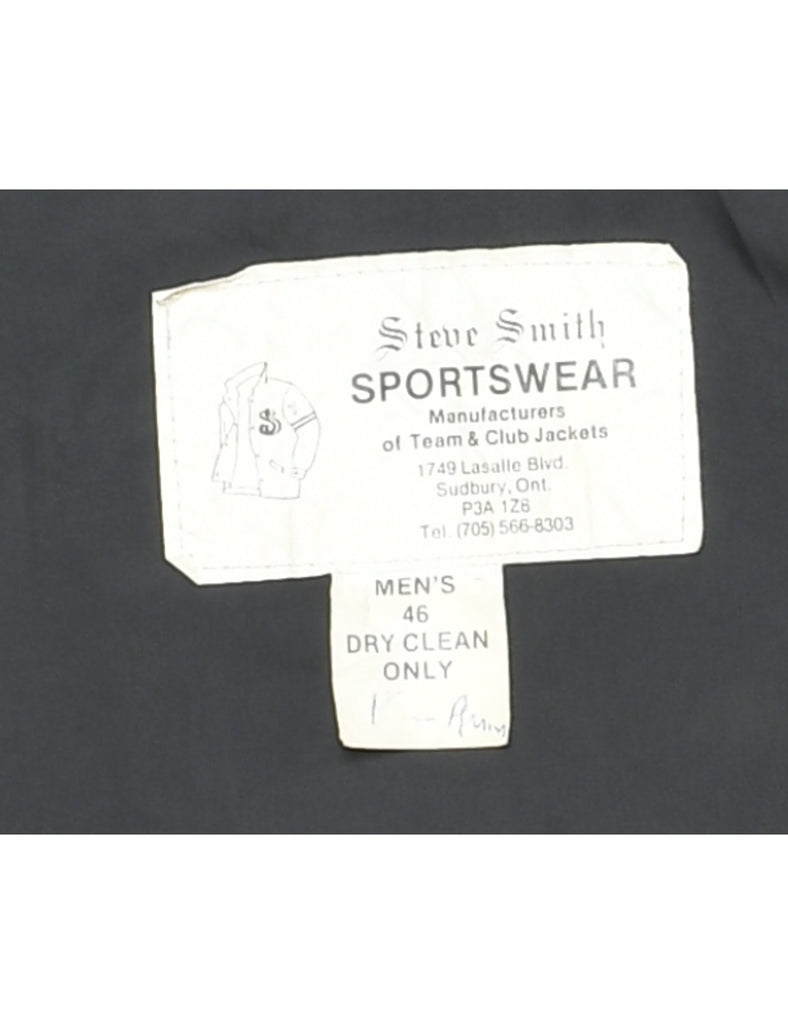 Steve Smith
SPORTSWEAR
Manufacturers
of Team & Club Jackets
1749 Lasalle Blvd.
Sudbury, Ont.
P3A 1Z8
Tel. (705) 566-8303
S
MEN'S
46
DRY CLEAN
ONLY